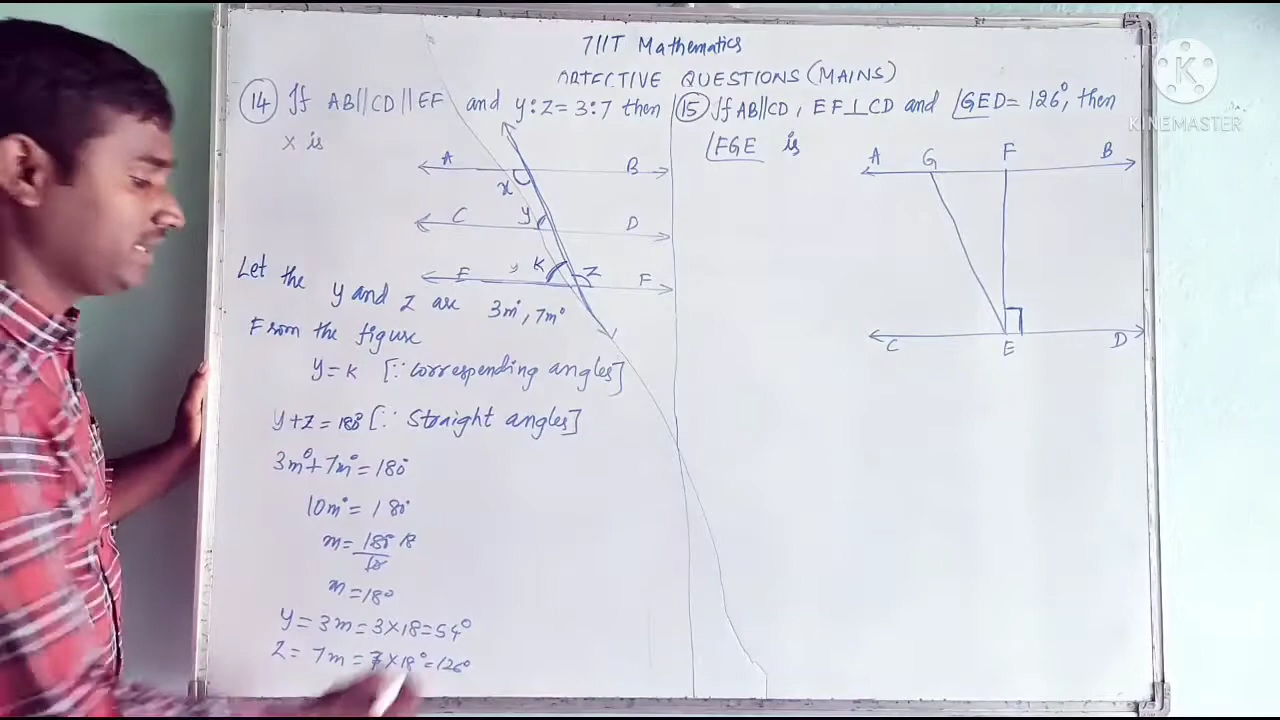 7IIT Mathematics
OBJECTIVE QUESTIONS (MAINS)
14 If AB||CD||EF and y:z=3:7 then
x is
A B
x
C y D
K z
E F
Let the y and z are 3m°, 7m°
From the figure
y=K [∵ corresponding angles]
y+z=180 [∵ Straight angles]
3m°+7m°=180°
10m°=180°
m=180° 18
10
m=18°
y=3m=3×18=54°
z=7m=7×18°=126°
15 If AB||CD, EF⊥CD and ∠GED=126°, then
∠FGE is
A G F B
C E D
K
KINEMASTER